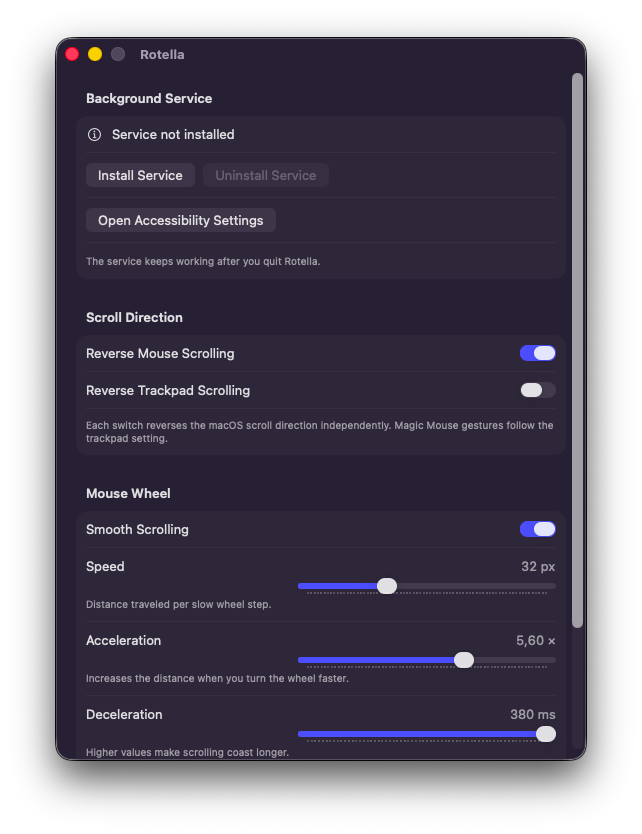 Rotella
Background Service
Service not installed
Install Service
Uninstall Service
Open Accessibility Settings
The service keeps working after you quit Rotella.
Scroll Direction
Reverse Mouse Scrolling
Reverse Trackpad Scrolling
Each switch reverses the macOS scroll direction independently. Magic Mouse gestures follow the
trackpad setting.
Mouse Wheel
Smooth Scrolling
Speed 32 px
Distance traveled per slow wheel step.
Acceleration 5,60 ×
Increases the distance when you turn the wheel faster.
Deceleration 380 ms
Higher values make scrolling coast longer.